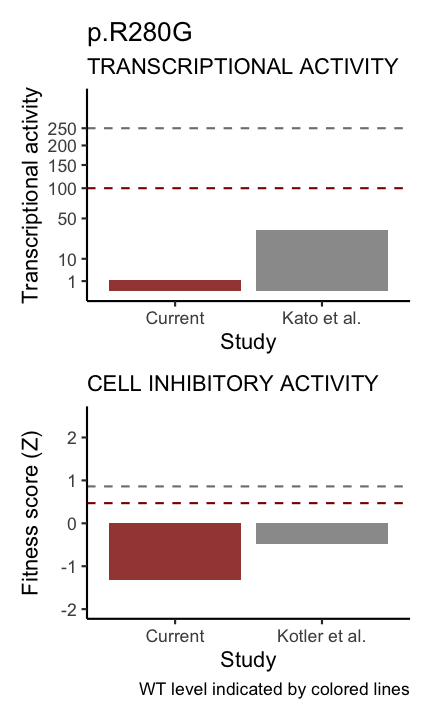 p.R280G
TRANSCRIPTIONAL ACTIVITY
Transcriptional activity
250
200
150
100
50
10
1
Current
Kato et al.
Study
CELL INHIBITORY ACTIVITY
Fitness score (Z)
2
1
0
-1
-2
Current
Kotler et al.
Study
WT level indicated by colored lines